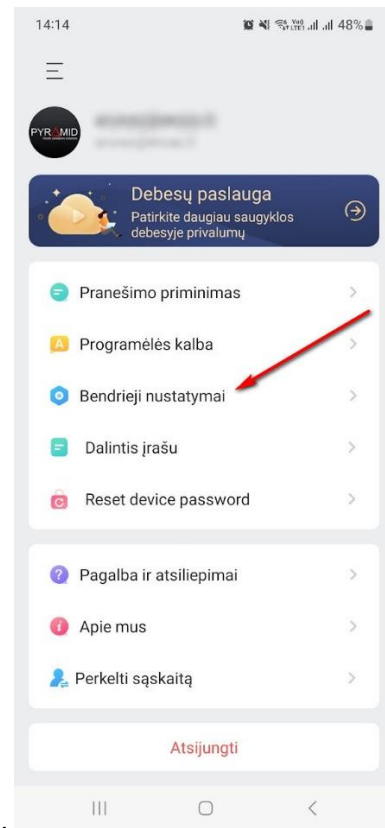 14:14
48%
PYRAMID
Debesų paslauga
Patirkite daugiau saugyklos
debesyje privalumų
Pranešimo priminimas
Programėlės kalba
Bendrieji nustatymai
Dalintis įrašu
Reset device password
Pagalba ir atsiliepimai
Apie mus
Perkelti sąskaitą
Atsijungti